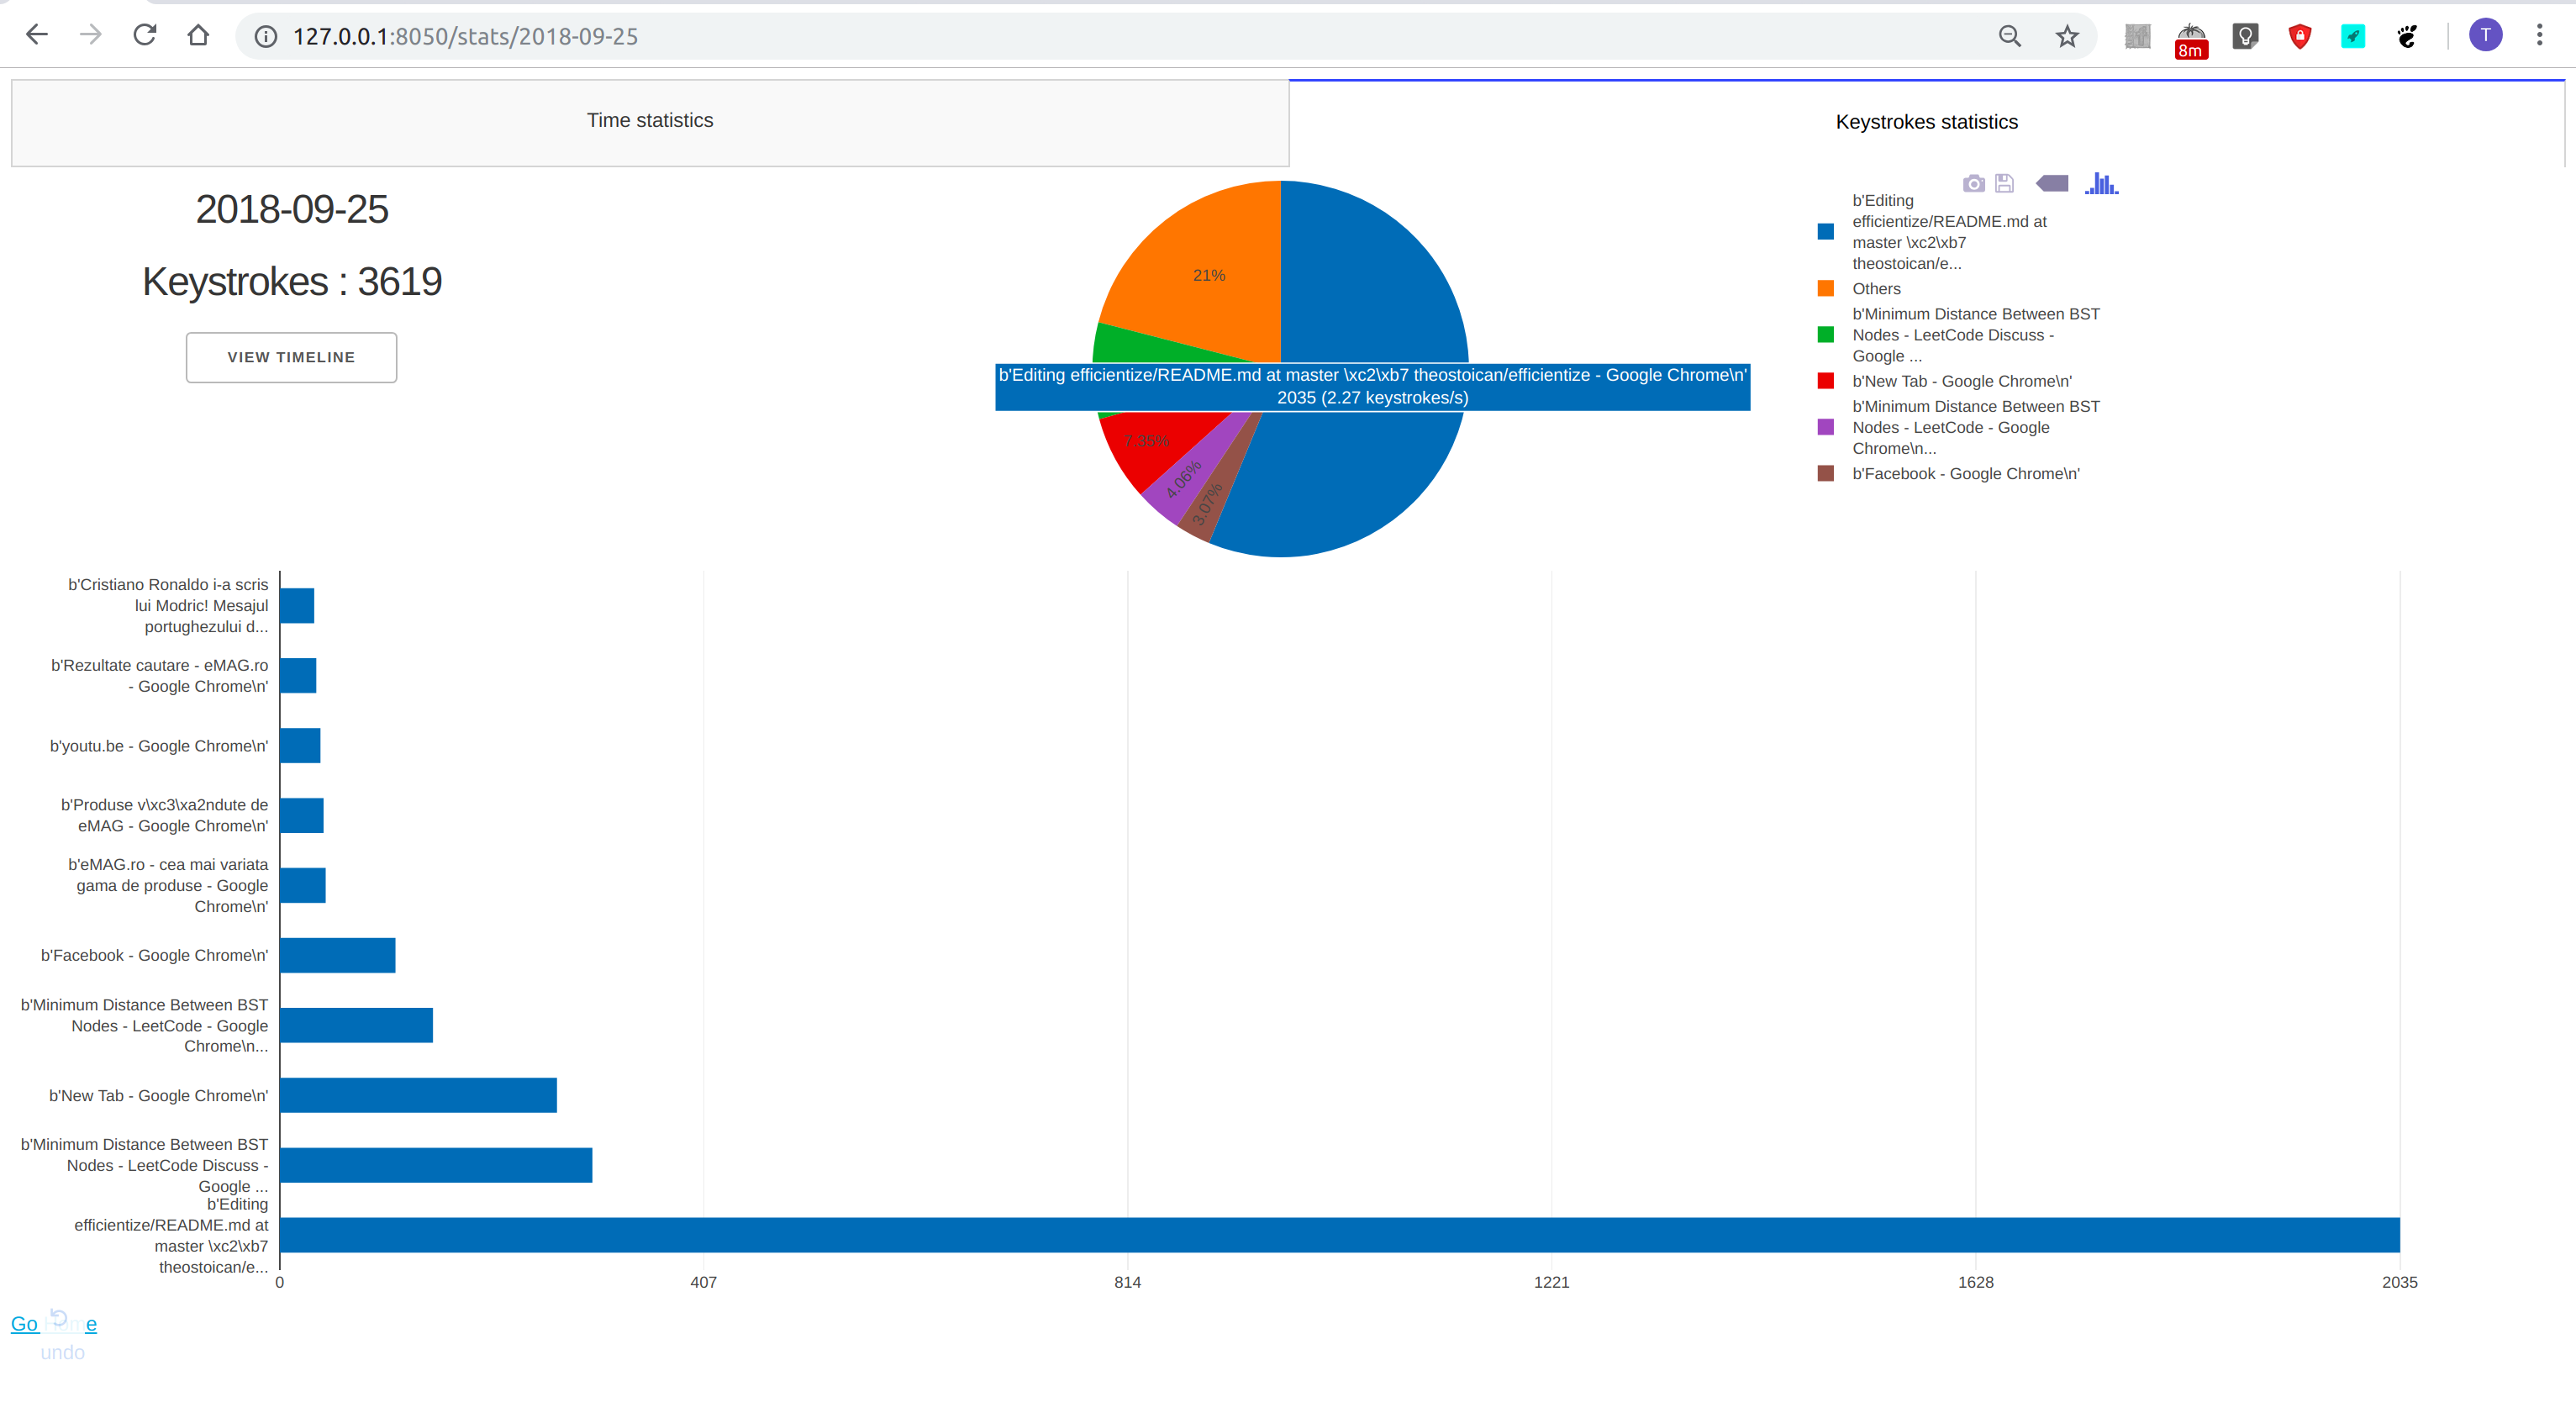 127.0.0.1:8050/stats/2018-09-25
8m
T
Time statistics
Keystrokes statistics
2018-09-25
Keystrokes : 3619
VIEW TIMELINE
21%
b'Editing efficientize/README.md at master \xc2\xb7 theostoican/efficientize - Google Chrome\n'
2035 (2.27 keystrokes/s)
7.35%
4.06%
3.07%
b'Editing
efficientize/README.md at
master \xc2\xb7
theostoican/e...
Others
b'Minimum Distance Between BST
Nodes - LeetCode Discuss -
Google ...
b'New Tab - Google Chrome\n'
b'Minimum Distance Between BST
Nodes - LeetCode - Google
Chrome\n...
b'Facebook - Google Chrome\n'
b'Cristiano Ronaldo i-a scris
lui Modric! Mesajul
portughezului d...
b'Rezultate cautare - eMAG.ro
- Google Chrome\n'
b'youtu.be - Google Chrome\n'
b'Produse v\xc3\xa2ndute de
eMAG - Google Chrome\n'
b'eMAG.ro - cea mai variata
gama de produse - Google
Chrome\n'
b'Facebook - Google Chrome\n'
b'Minimum Distance Between BST
Nodes - LeetCode - Google
Chrome\n...
b'New Tab - Google Chrome\n'
b'Minimum Distance Between BST
Nodes - LeetCode Discuss -
Google ...
b'Editing
efficientize/README.md at
master \xc2\xb7
theostoican/e...
0 407 814 1221 1628 2035
Go Home
undo